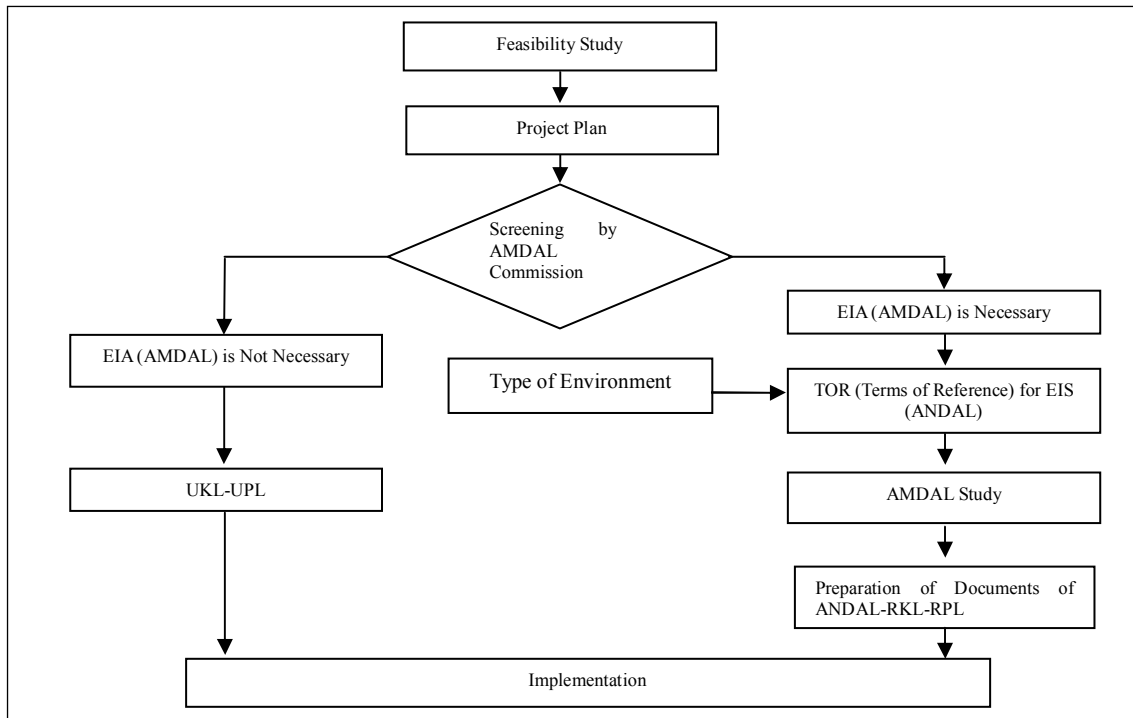 Feasibility Study
Project Plan
Screening by
AMDAL
Commission
EIA (AMDAL) is Necessary
EIA (AMDAL) is Not Necessary
Type of Environment
TOR (Terms of Reference) for EIS
(ANDAL)
UKL-UPL
AMDAL Study
Preparation of Documents of
ANDAL-RKL-RPL
Implementation